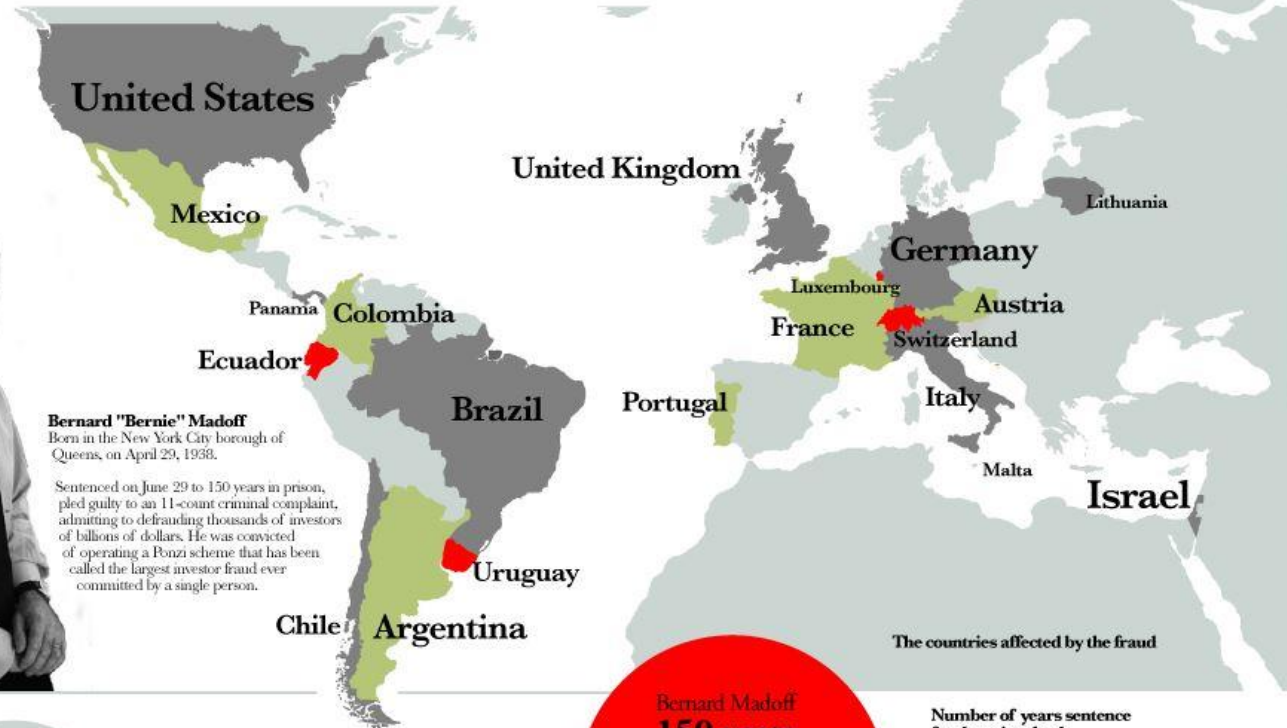 United States
United Kingdom
Lithuania
Mexico
Germany
Luxembourg
Panama
Colombia
Austria
France
Switzerland
Ecuador
Brazil
Portugal
Italy
Bernard "Bernie" Madoff
Born in the New York City borough of
Queens, on April 29, 1938.
Malta
Israel
Sentenced on June 29 to 150 years in prison,
pled guilty to an 11-count criminal complaint,
admitting to defrauding thousands of investors
of billions of dollars. He was convicted
of operating a Ponzi scheme that has been
called the largest investor fraud ever
committed by a single person.
Uruguay
Chile
Argentina
The countries affected by the fraud
Bernard Madoff
150
Number of years sentence